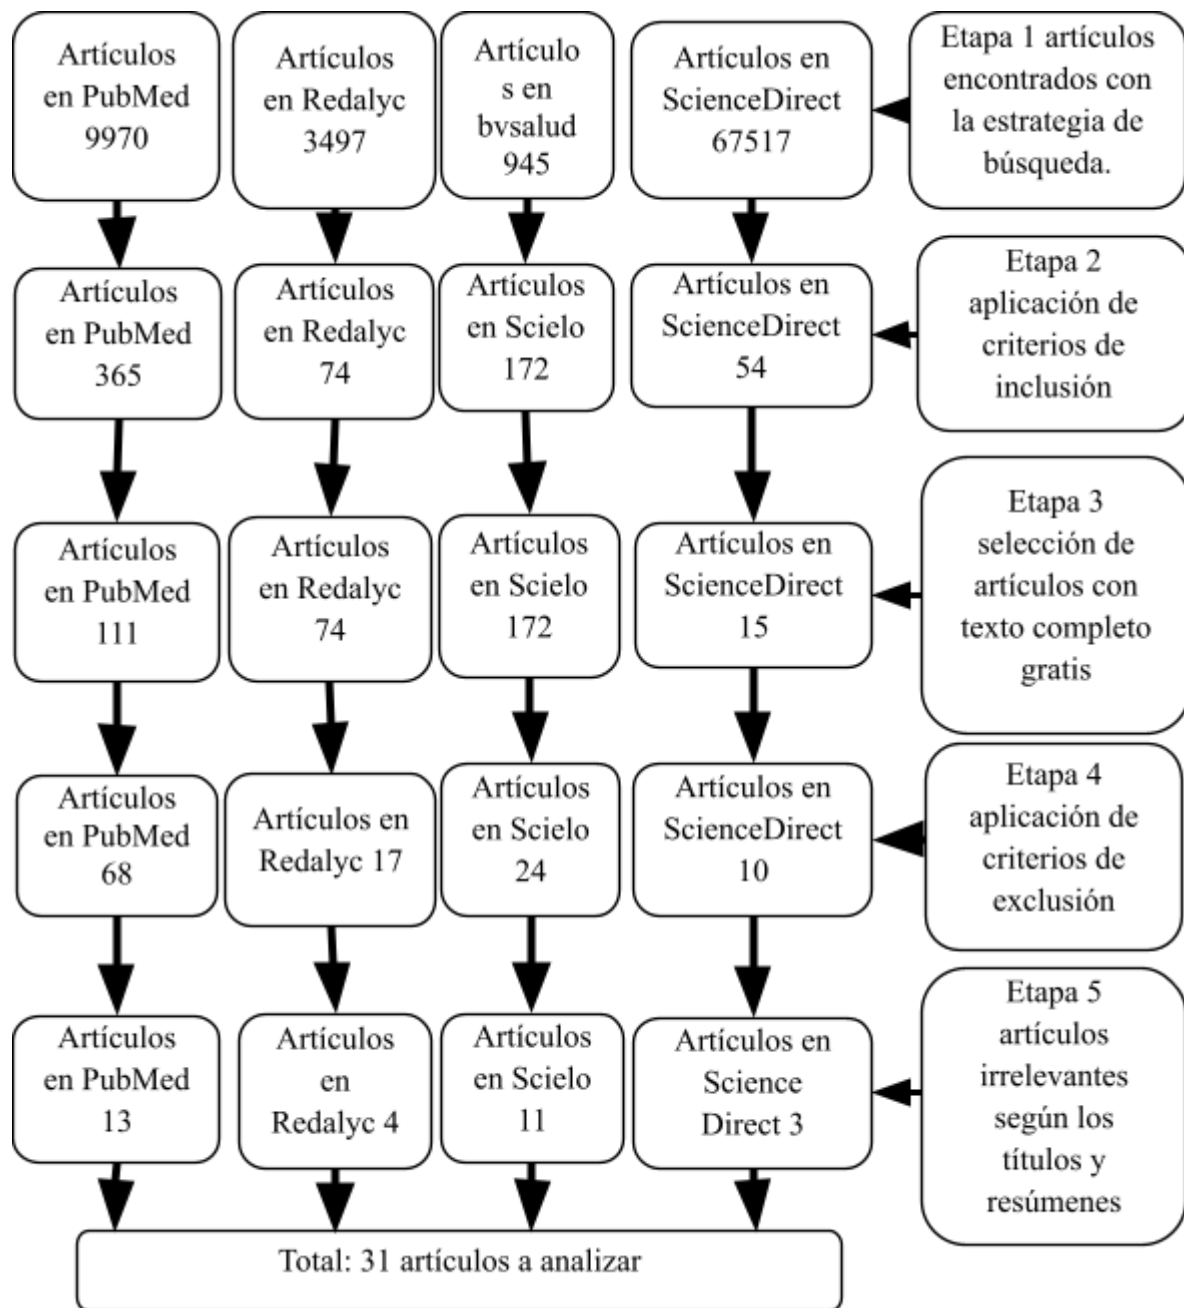 Artículos
en PubMed
9970
Artículos
en Redalyc
3497
Artículo
s en
bvsalud
945
Artículos en
ScienceDirect
67517
Etapa 1 artículos
encontrados con
la estrategia de
búsqueda.
Artículos
en PubMed
365
Artículos
en Redalyc
74
Artículos
en Scielo
172
Artículos en
ScienceDirect
54
Etapa 2
aplicación de
criterios de
inclusión
Artículos
en PubMed
111
Artículos
en Redalyc
74
Artículos
en Scielo
172
Artículos en
ScienceDirect
15
Etapa 3
selección de
artículos con
texto completo
gratis
Artículos
en PubMed
68
Artículos en
Redalyc 17
Artículos
en Scielo
24
Artículos en
ScienceDirect
10
Etapa 4
aplicación de
criterios de
exclusión
Artículos
en PubMed
13
Artículos
en
Redalyc 4
Artículos
en Scielo
11
Artículos en
Science
Direct 3
Etapa 5
artículos
irrelevantes
según los
títulos y
resúmenes
Total: 31 artículos a analizar